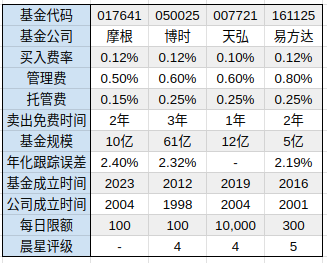 基金代码 017641 050025 007721 161125
基金公司 摩根 博时 天弘 易方达
买入费率 0.12% 0.12% 0.10% 0.12%
管理费 0.50% 0.60% 0.60% 0.80%
托管费 0.15% 0.25% 0.25% 0.25%
卖出免费时间 2年 3年 1年 2年
基金规模 10亿 61亿 12亿 5亿
年化跟踪误差 2.40% 2.32% - 2.19%
基金成立时间 2023 2012 2019 2016
公司成立时间 2004 1998 2004 2001
每日限额 100 100 10,000 300
晨星评级 - 4 4 5